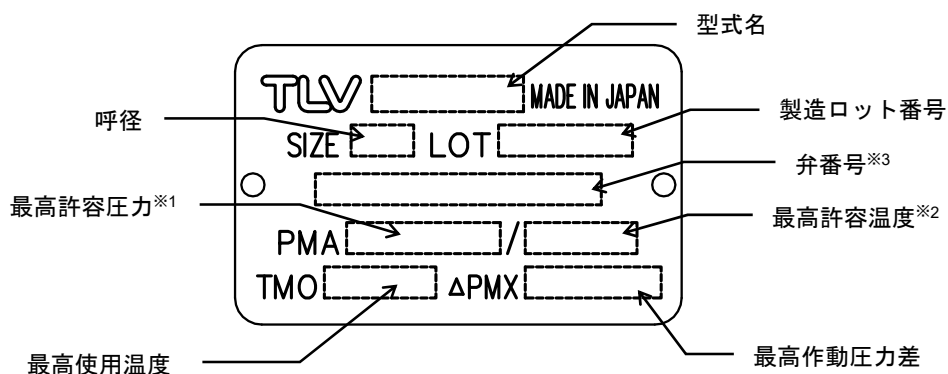 型式名
TLV MADE IN JAPAN
呼径
製造ロット番号
SIZE LOT
弁番号※3
最高許容圧力※1
最高許容温度※2
PMA /
TMO ΔPMX
最高使用温度
最高作動圧力差